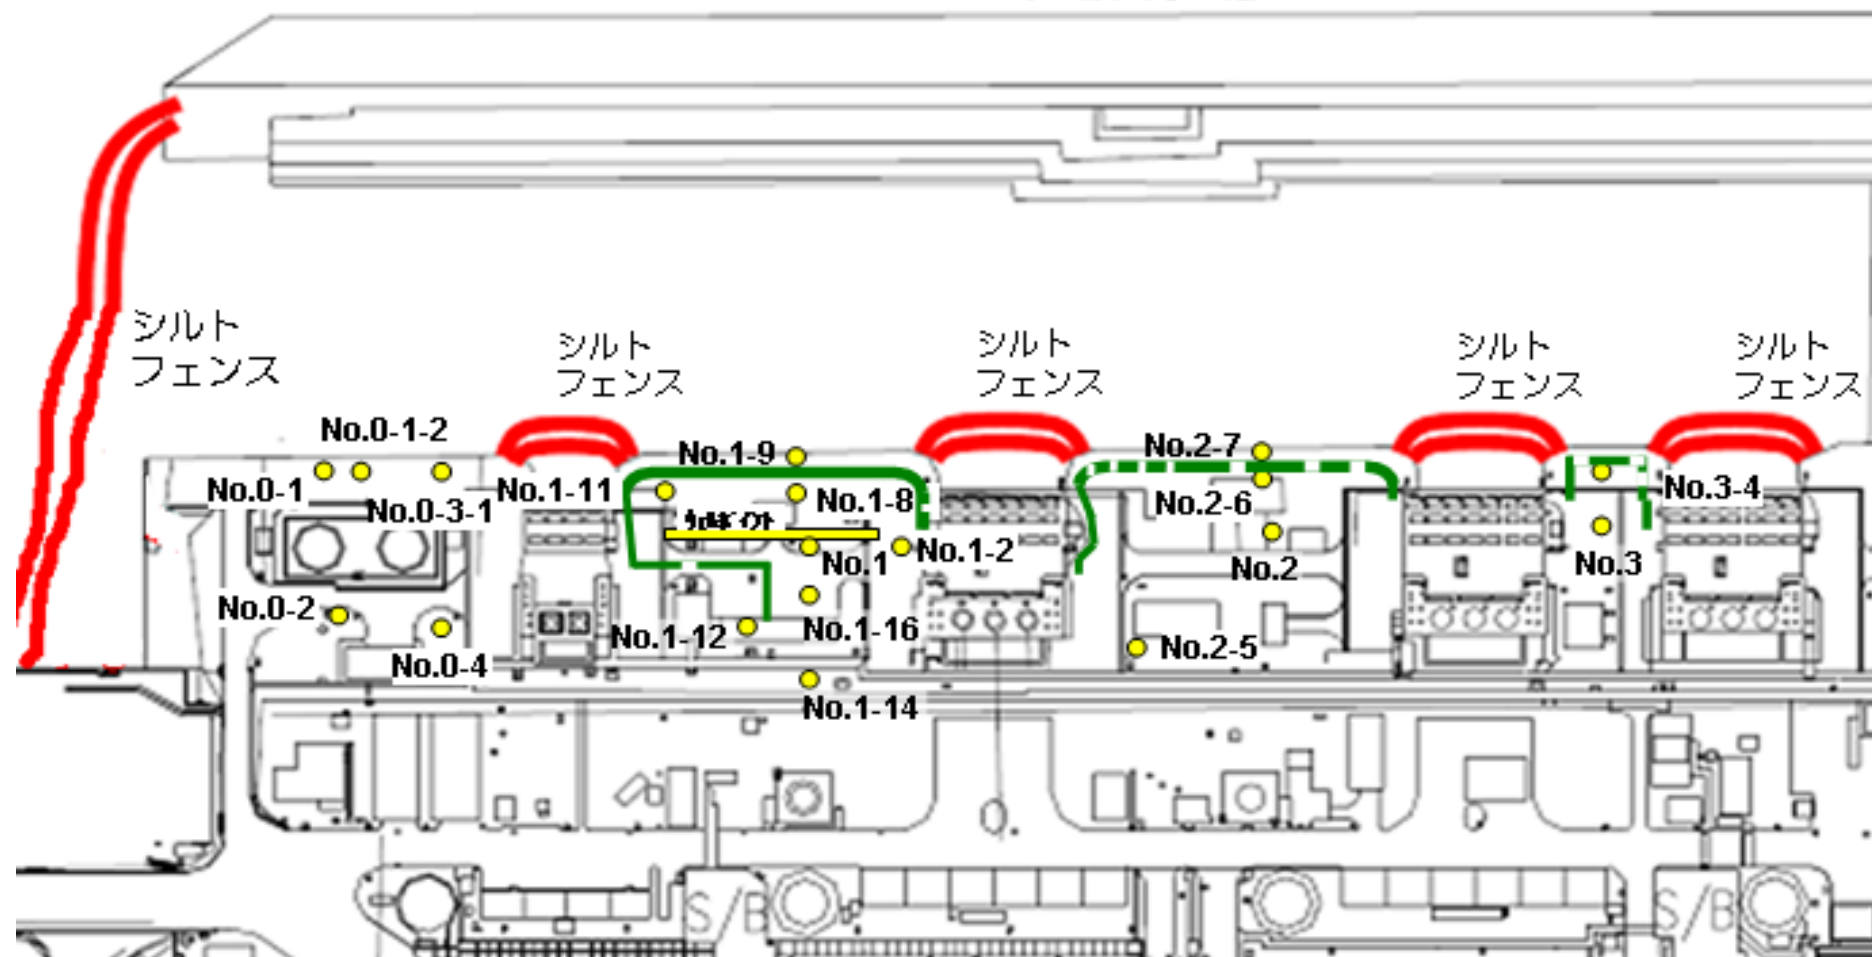 シルト
フェンス
シルト
フェンス
シルト
フェンス
シルト
フェンス
シルト
フェンス
No.0-1-2
No.0-1
No.0-3-1
No.0-2
No.0-4
No.1-9
No.1-11
No.1-8
No.1
No.1-2
No.1-12
No.1-16
No.1-14
No.2-7
No.2-6
No.2
No.2-5
No.3-4
No.3
S/B
S/B